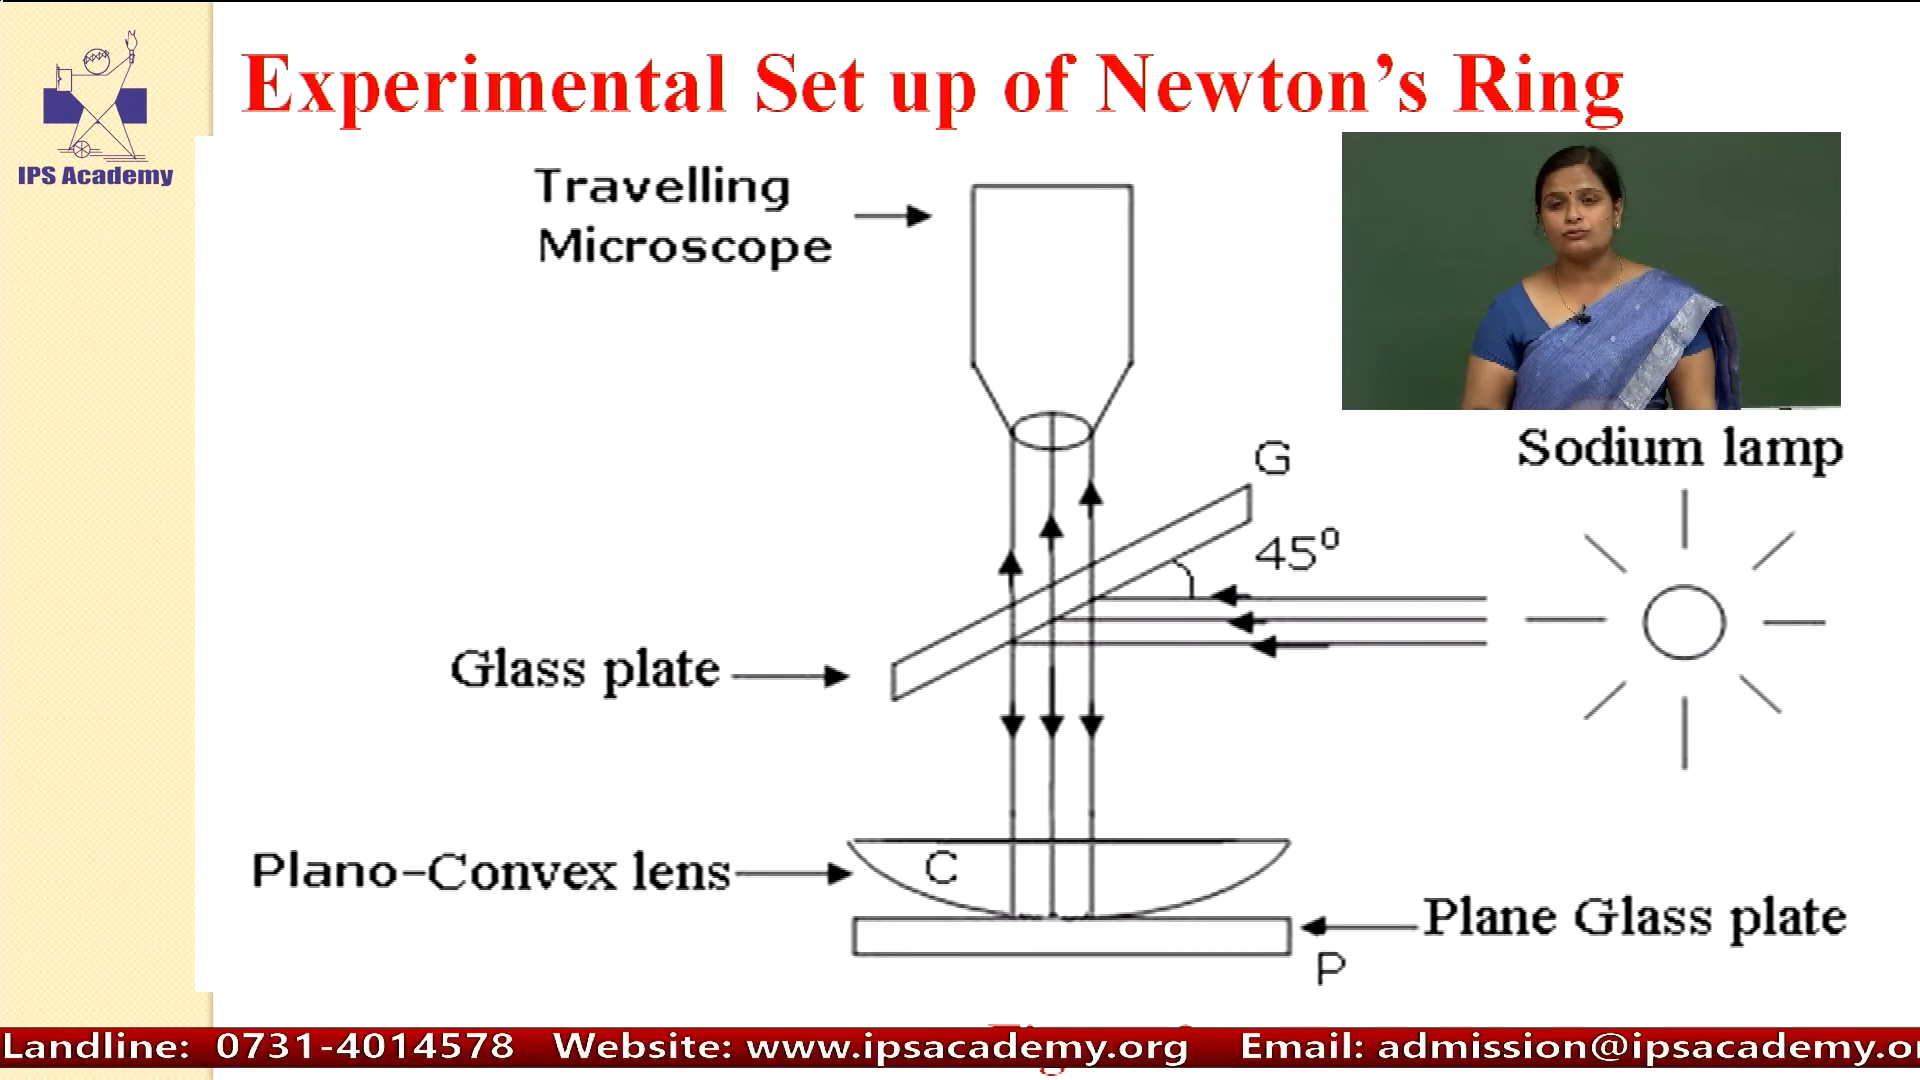 Experimental Set up of Newton's Ring
IPS Academy
Travelling
Microscope
Sodium lamp
G
45⁰
Glass plate
Plano-Convex lens
C
Plane Glass plate
P
Landline: 0731-4014578 Website: www.ipsacademy.org Email: admission@ipsacademy.or